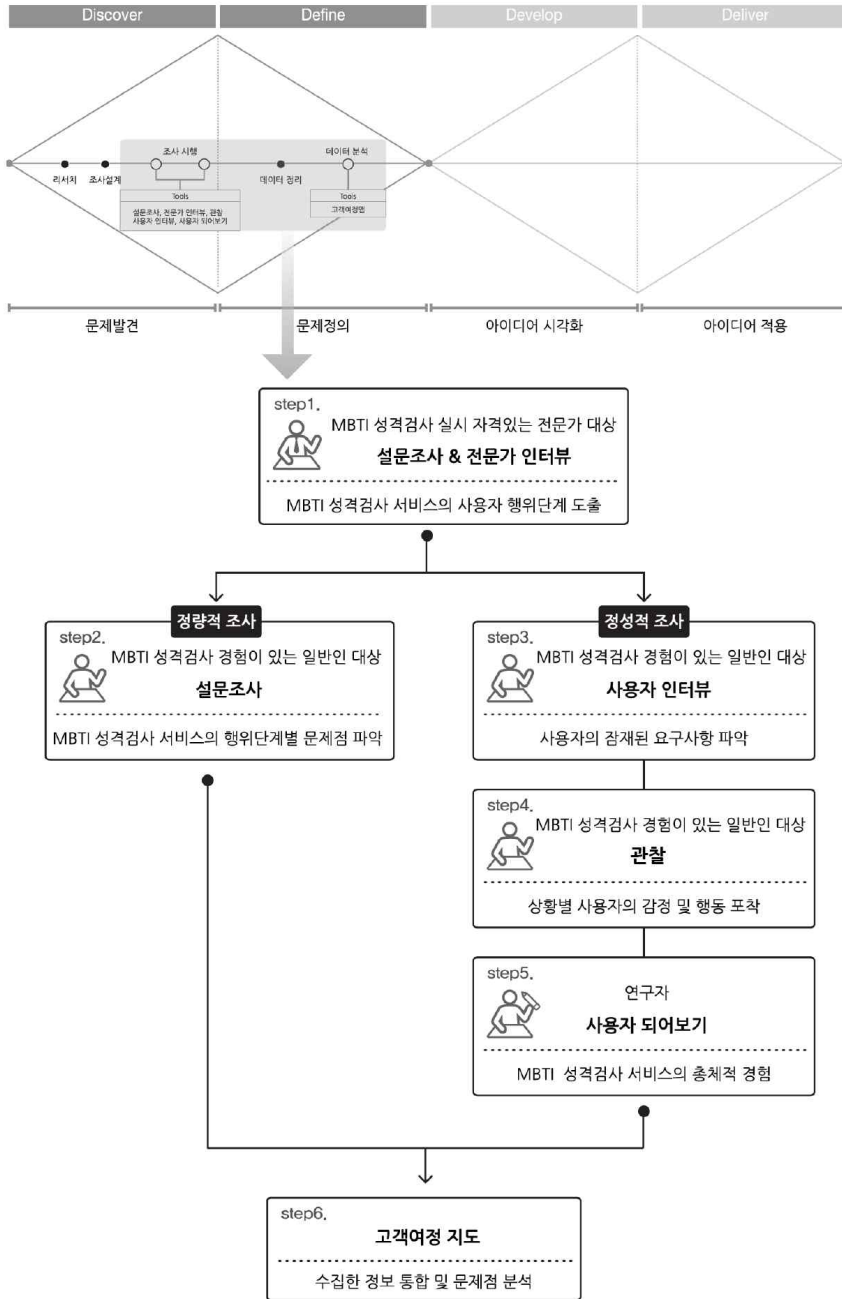 Discover
Define
Develop
Deliver
조사 시행
데이터 분석
리서치
조사설계
데이터 정리
Tools
설문조사, 전문가 인터뷰, 관찰
사용자 인터뷰, 사용자 되어보기
Tools
고객여정맵
문제발견
문제정의
아이디어 시각화
아이디어 적용
step1.
MBTI 성격검사 실시 자격있는 전문가 대상
설문조사 & 전문가 인터뷰
MBTI 성격검사 서비스의 사용자 행위단계 도출
정량적 조사
step2.
MBTI 성격검사 경험이 있는 일반인 대상
설문조사
MBTI 성격검사 서비스의 행위단계별 문제점 파악
정성적 조사
step3.
MBTI 성격검사 경험이 있는 일반인 대상
사용자 인터뷰
사용자의 잠재된 요구사항 파악
step4.
MBTI 성격검사 경험이 있는 일반인 대상
관찰
상황별 사용자의 감정 및 행동 포착
step5.
연구자
사용자 되어보기
MBTI 성격검사 서비스의 총체적 경험
step6.
고객여정 지도
수집한 정보 통합 및 문제점 분석